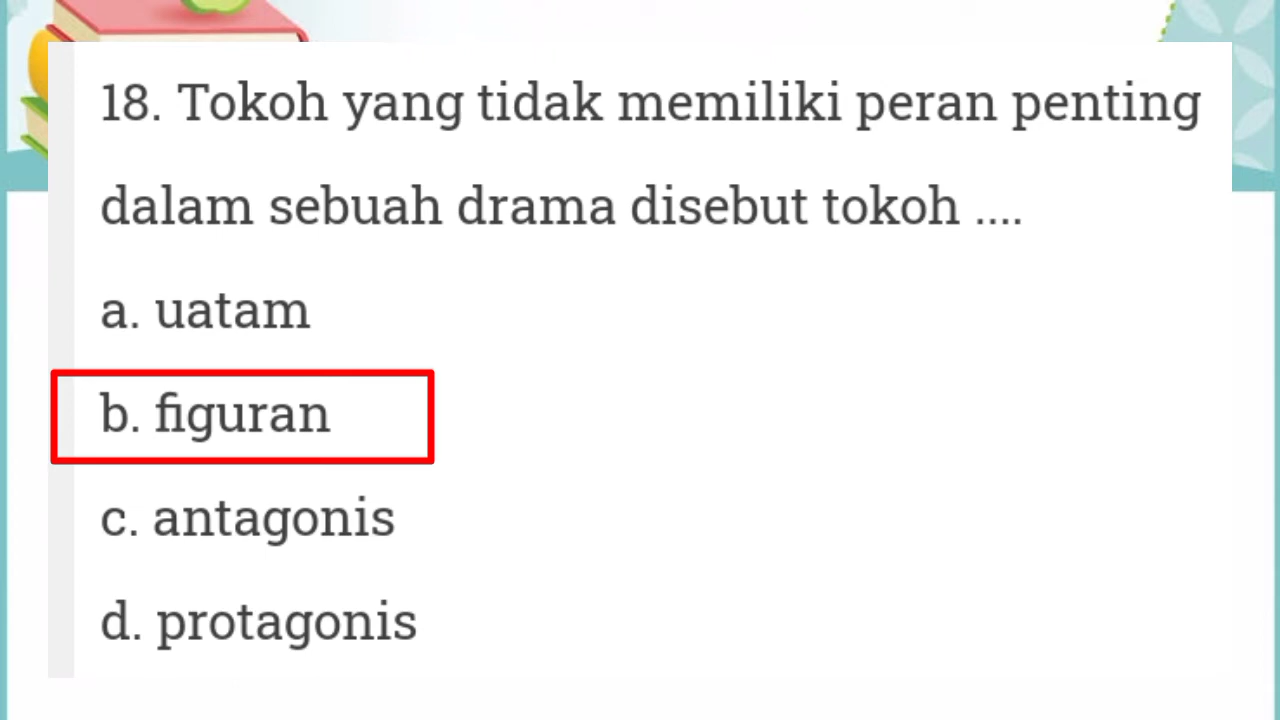 18. Tokoh yang tidak memiliki peran penting
dalam sebuah drama disebut tokoh ....
a. uatam
b. figuran
c. antagonis
d. protagonis